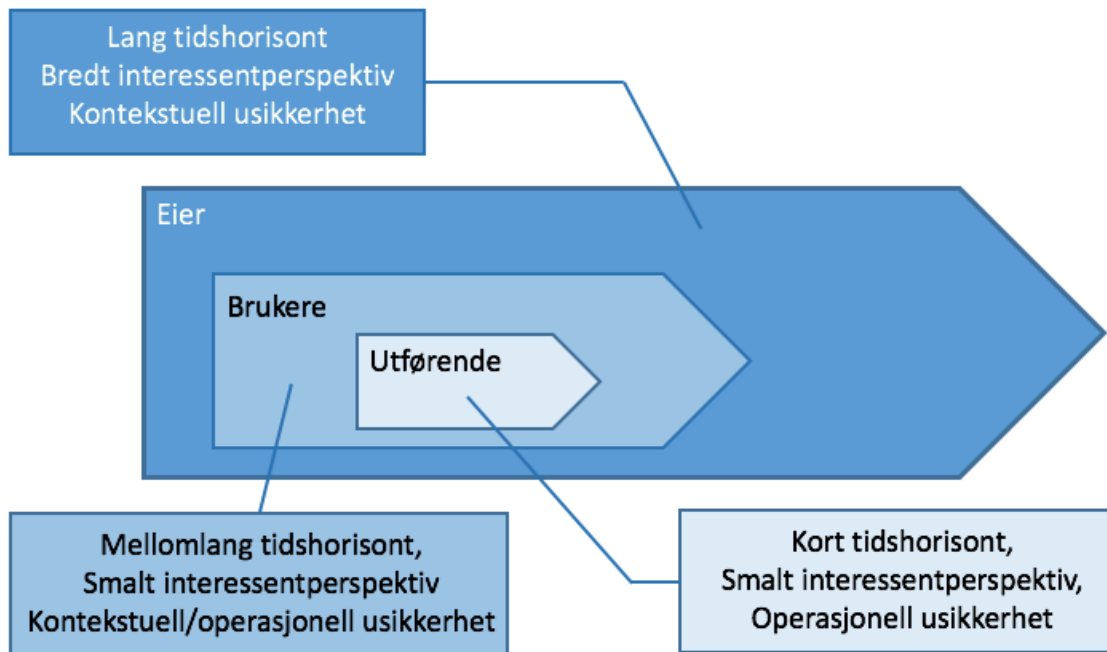 Lang tidshorisont
Bredt interessentperspektiv
Kontekstuell usikkerhet
Eier
Brukere
Utførende
Mellomlang tidshorisont,
Smalt interessentperspektiv
Kontekstuell/operasjonell usikkerhet
Kort tidshorisont,
Smalt interessentperspektiv,
Operasjonell usikkerhet